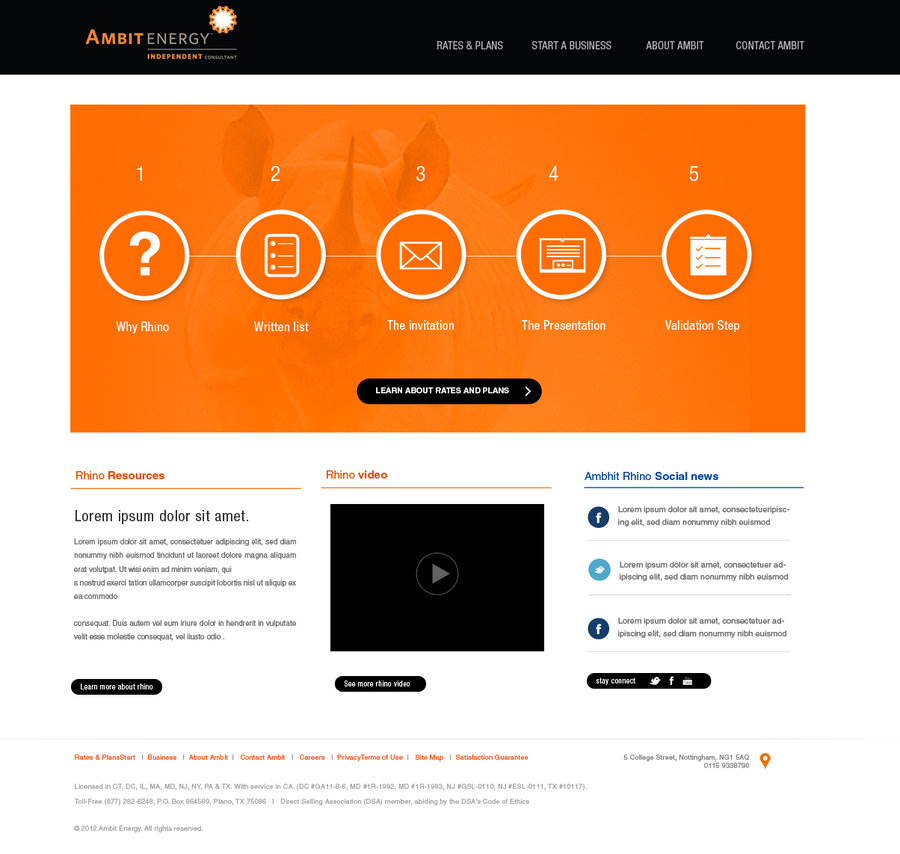 AMBIT ENERGY
INDEPENDENT CONSULTANT
RATES & PLANS START A BUSINESS ABOUT AMBIT CONTACT AMBIT
1 2 3 4 5
Why Rhino Written list The invitation The Presentation Validation Step
LEARN ABOUT RATES AND PLANS
Rhino Resources
Lorem ipsum dolor sit amet.
Lorem ipsum dolor sit amet, consectetuer adipiscing elit, sed diam
nonummy nibh euismod tincidunt ut laoreet dolore magna aliquam
erat volutpat. Ut wisi enim ad minim veniam, qui
s nostrud exerci tation ullamcorper suscipit lobortis nisl ut aliquip ex
ea commodo
consequat. Duis autem vel eum iriure dolor in hendrerit in vulputate
velit esse molestie consequat, vel iiusto odio .
Learn more about rhino
Rhino video
See more rhino video
Ambhit Rhino Social news
Lorem ipsum dolor sit amet, consectetueripisc-
ing elit, sed diam nonummy nibh euismod
Lorem ipsum dolor sit amet, consectetuer ad-
ipiscing elit, sed diam nonummy nibh euismod
Lorem ipsum dolor sit amet, consectetuer ad-
ipiscing elit, sed diam nonummy nibh euismod
stay connect
Rates & PlansStart | Business | About Ambit | Contact Ambit | Careers | PrivacyTerms of Use | Site Map | Satisfaction Guarantee
5 College Street, Nottingham, NG1 5AQ
0115 9338790
Licensed in CT, DC, IL, MA, MD, NJ, NY, PA & TX. With service in CA. (DC #GA11-8-6, MD #IR-1992, MD #IR-1993, NJ #GSL-0110, NJ #ESL-0111, TX #10117).
Toll-Free (877) 282-6248, P.O. Box 864589, Plano, TX 75086 | Direct Selling Association (DSA) member, abiding by the DSA's Code of Ethics
© 2012 Ambit Energy. All rights reserved.